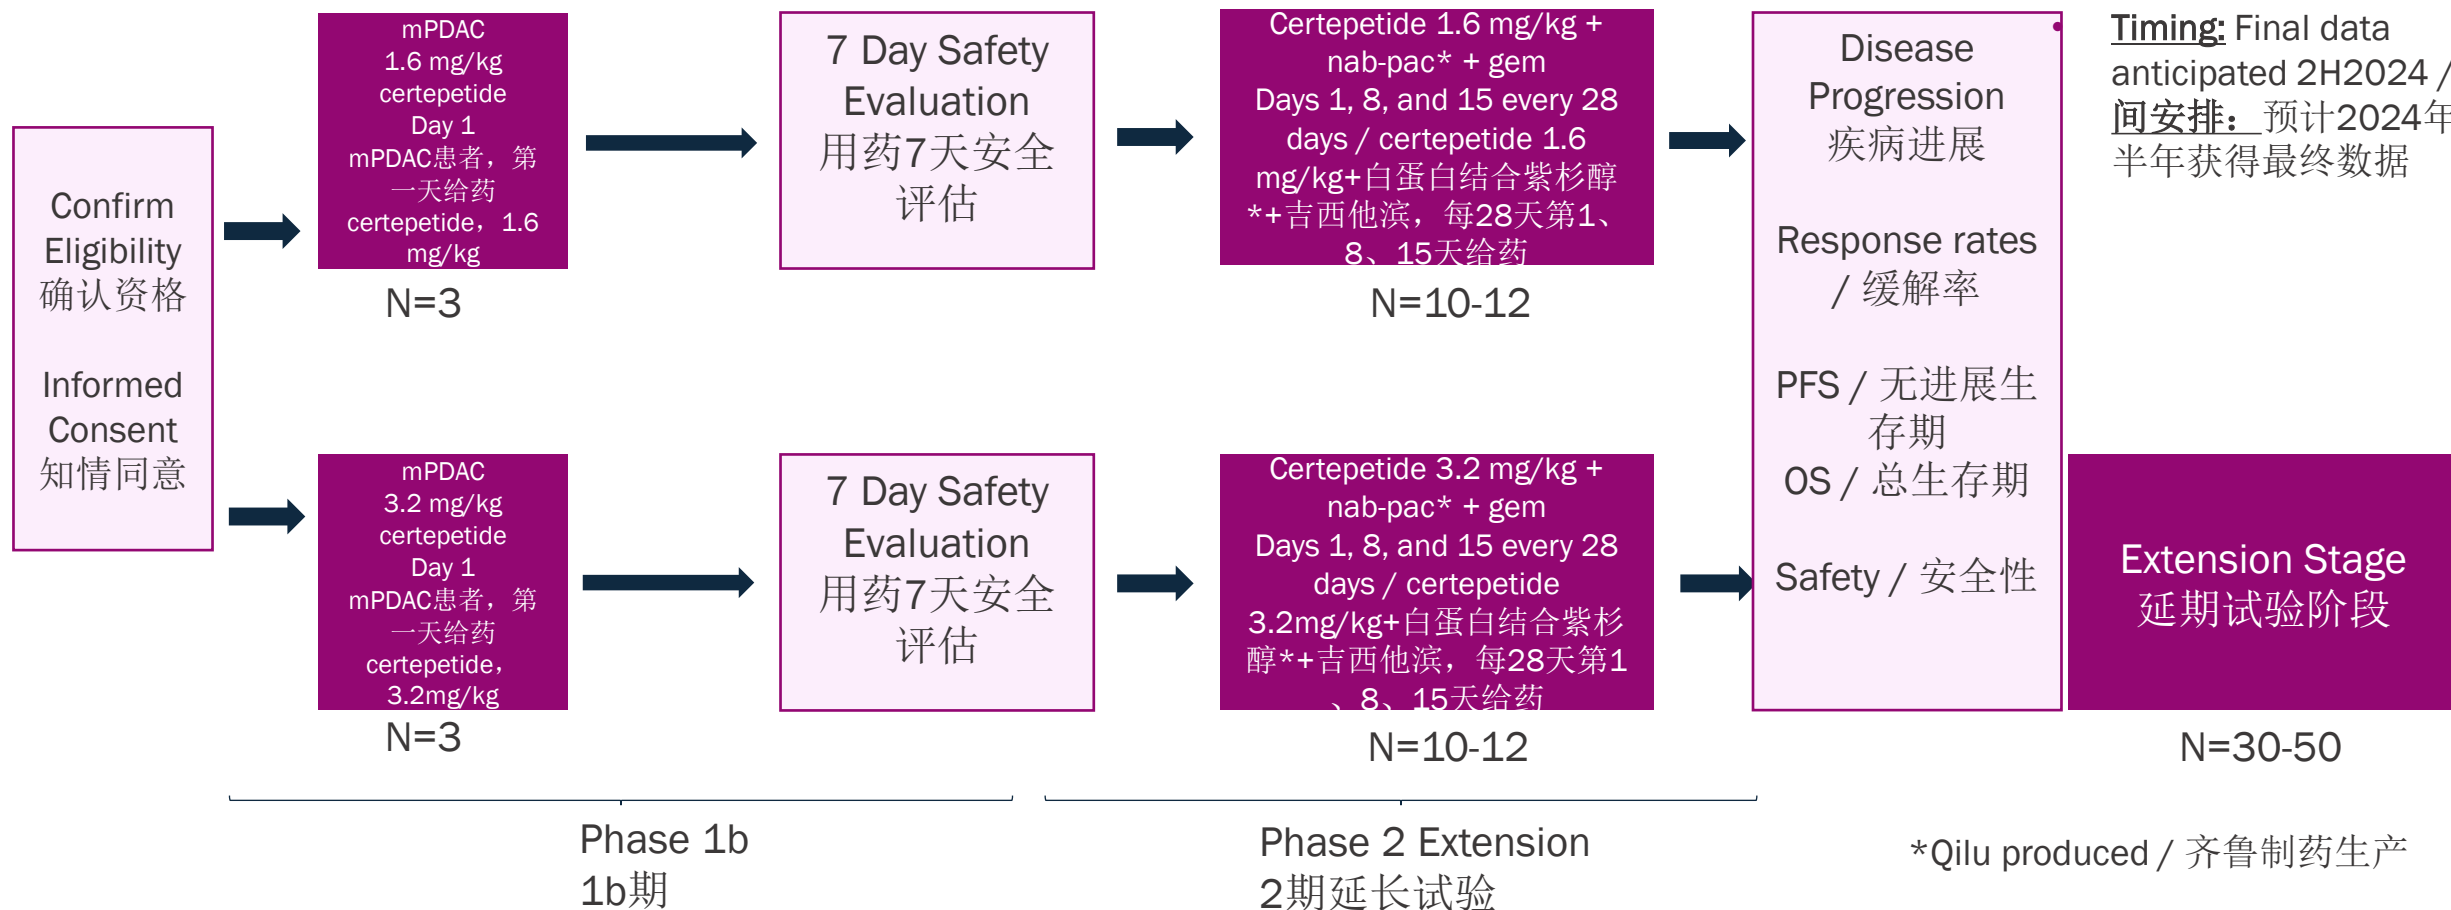 Confirm
Eligibility
确认资格
Informed
Consent
知情同意
mPDAC
1.6 mg/kg
certepetide
Day 1
mPDAC患者，第
一天给药
certepetide，1.6
mg/kg
N=3
7 Day Safety
Evaluation
用药7天安全
评估
Certepetide 1.6 mg/kg +
nab-pac* + gem
Days 1, 8, and 15 every 28
days / certepetide 1.6
mg/kg+白蛋白结合紫杉醇
*+吉西他滨，每28天第1、
8、15天给药
N=10-12
mPDAC
3.2 mg/kg
certepetide
Day 1
mPDAC患者，第
一天给药
certepetide，
3.2mg/kg
N=3
7 Day Safety
Evaluation
用药7天安全
评估
Certepetide 3.2 mg/kg +
nab-pac* + gem
Days 1, 8, and 15 every 28
days / certepetide
3.2mg/kg+白蛋白结合紫杉
醇*+吉西他滨，每28天第1
、8、15天给药
N=10-12
Disease
Progression
疾病进展
Response rates
/ 缓解率
PFS / 无进展生
存期
OS / 总生存期
Safety / 安全性
Timing: Final data
anticipated 2H2024 /
间安排：预计2024年
半年获得最终数据
Extension Stage
延期试验阶段
N=30-50
Phase 1b
1b期
Phase 2 Extension
2期延长试验
*Qilu produced / 齐鲁制药生产